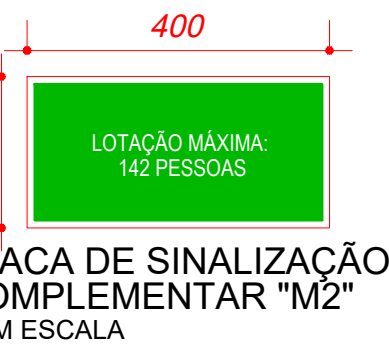 400
LOTAÇÃO MÁXIMA:
142 PESSOAS
ACA DE SINALIZAÇÃO
OMPLEMENTAR "M2"
M ESCALA